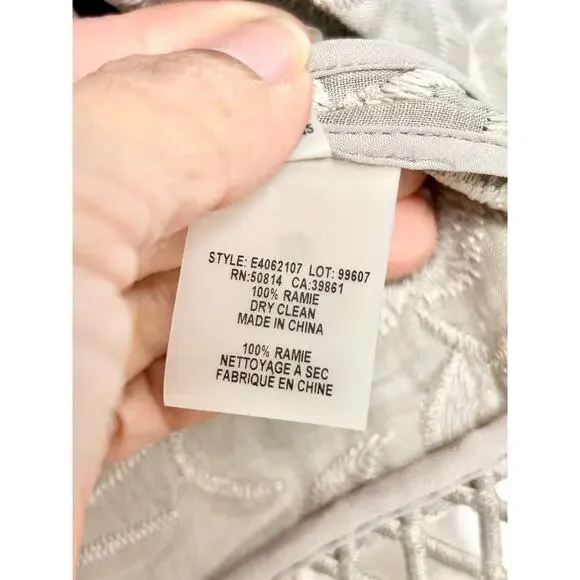 STYLE: E4062107 LOT: 99607
RN:50814 CA:39861
100% RAMIE
DRY CLEAN
MADE IN CHINA
100% RAMIE
NETTOYAGE À SEC
FABRIQUÉ EN CHINE